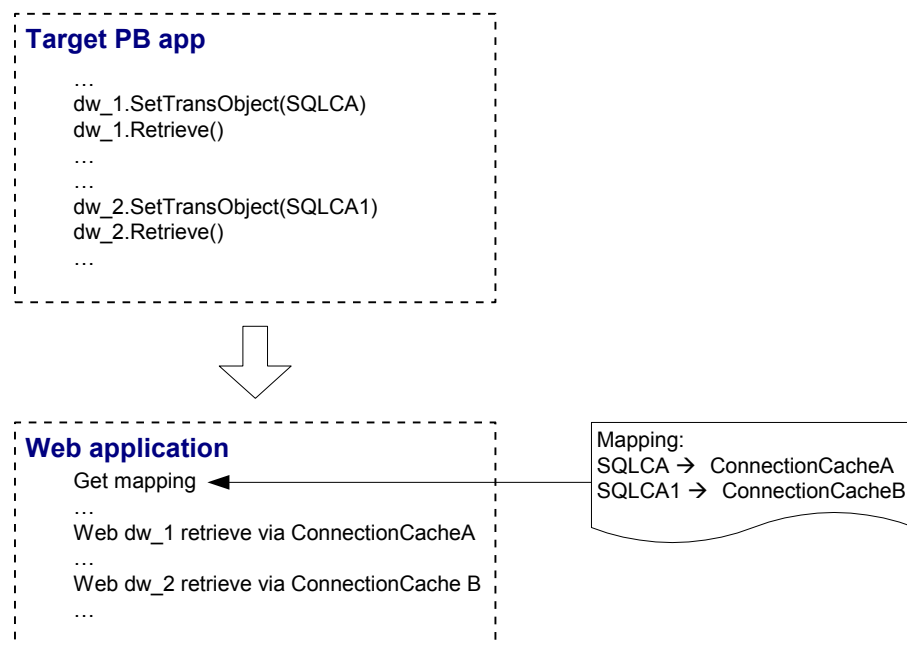 Target PB app
…
dw_1.SetTransObject(SQLCA)
dw_1.Retrieve()
…
…
dw_2.SetTransObject(SQLCA1)
dw_2.Retrieve()
…
Web application
Get mapping
…
Web dw_1 retrieve via ConnectionCacheA
…
Web dw_2 retrieve via ConnectionCache B
…
Mapping:
SQLCA → ConnectionCacheA
SQLCA1 → ConnectionCacheB